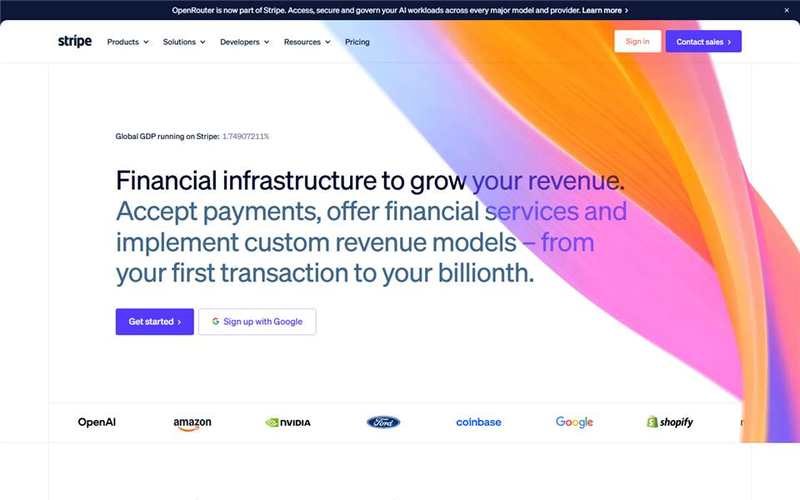 OpenRouter is now part of Stripe. Access, secure and govern your AI workloads across every major model and provider. Learn more ›
stripe Products Solutions Developers Resources Pricing Sign in Contact sales ›
Global GDP running on Stripe: 1.74907211%
Financial infrastructure to grow your revenue.
Accept payments, offer financial services and
implement custom revenue models – from
your first transaction to your billionth.
Get started › Sign up with Google
OpenAI amazon NVIDIA Ford coinbase Google shopify